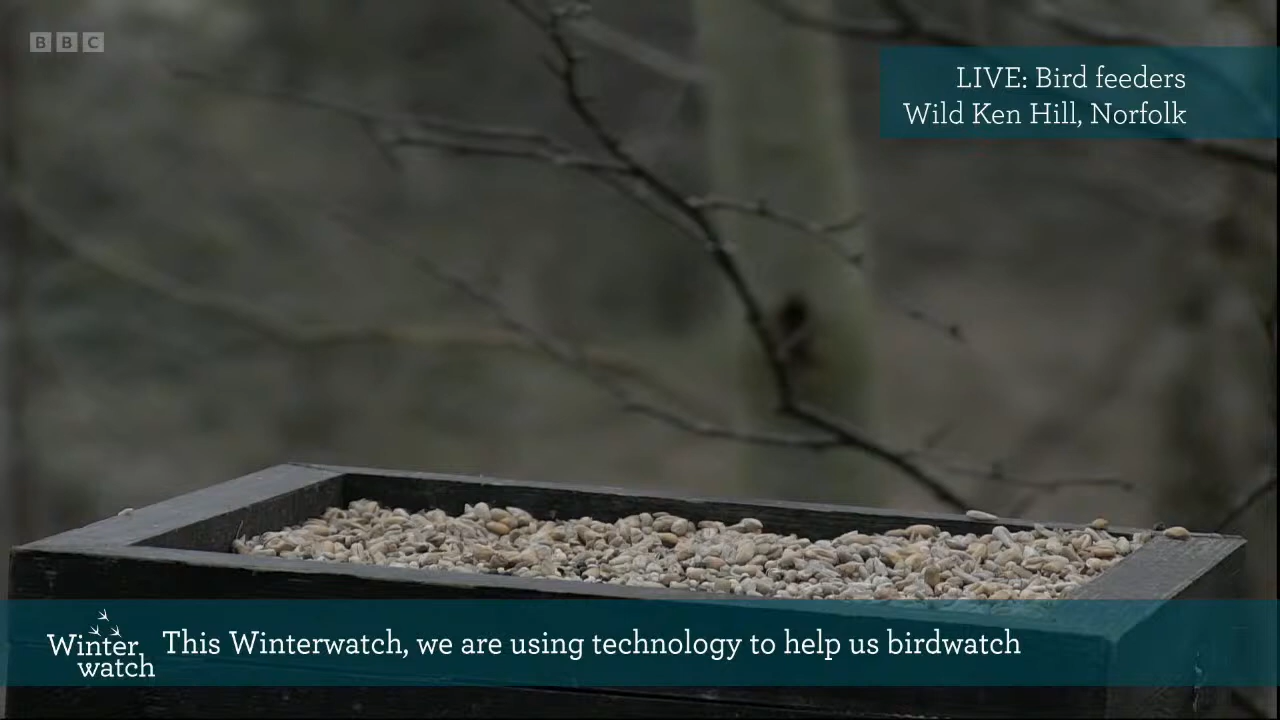 BBC
LIVE: Bird feeders
Wild Ken Hill, Norfolk
Winter
watch
This Winterwatch, we are using technology to help us birdwatch